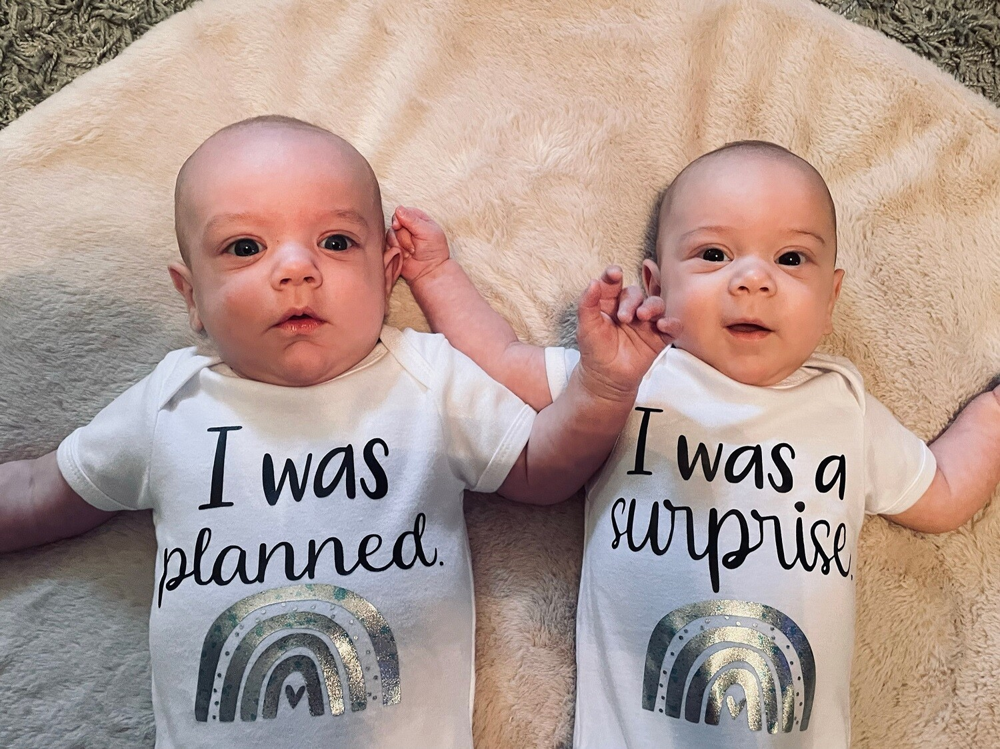 I was
planned.
I was a
surprise.